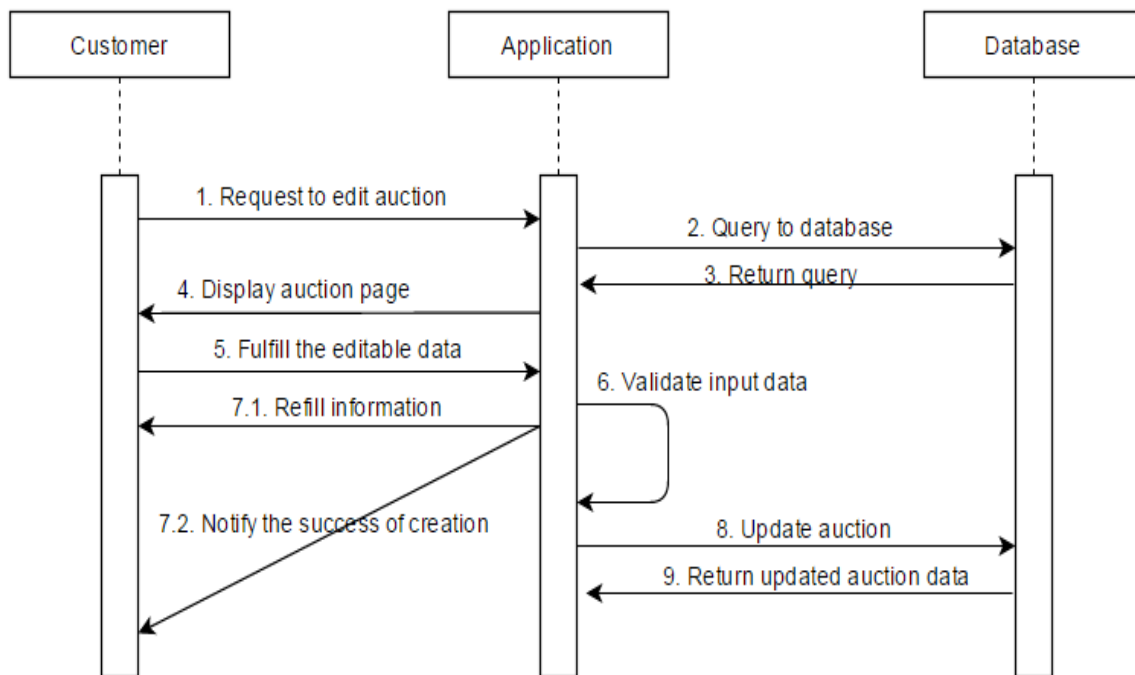 Customer
Application
Database
1. Request to edit auction
2. Query to database
3. Return query
4. Display auction page
5. Fulfill the editable data
6. Validate input data
7.1. Refill information
7.2. Notify the success of creation
8. Update auction
9. Return updated auction data